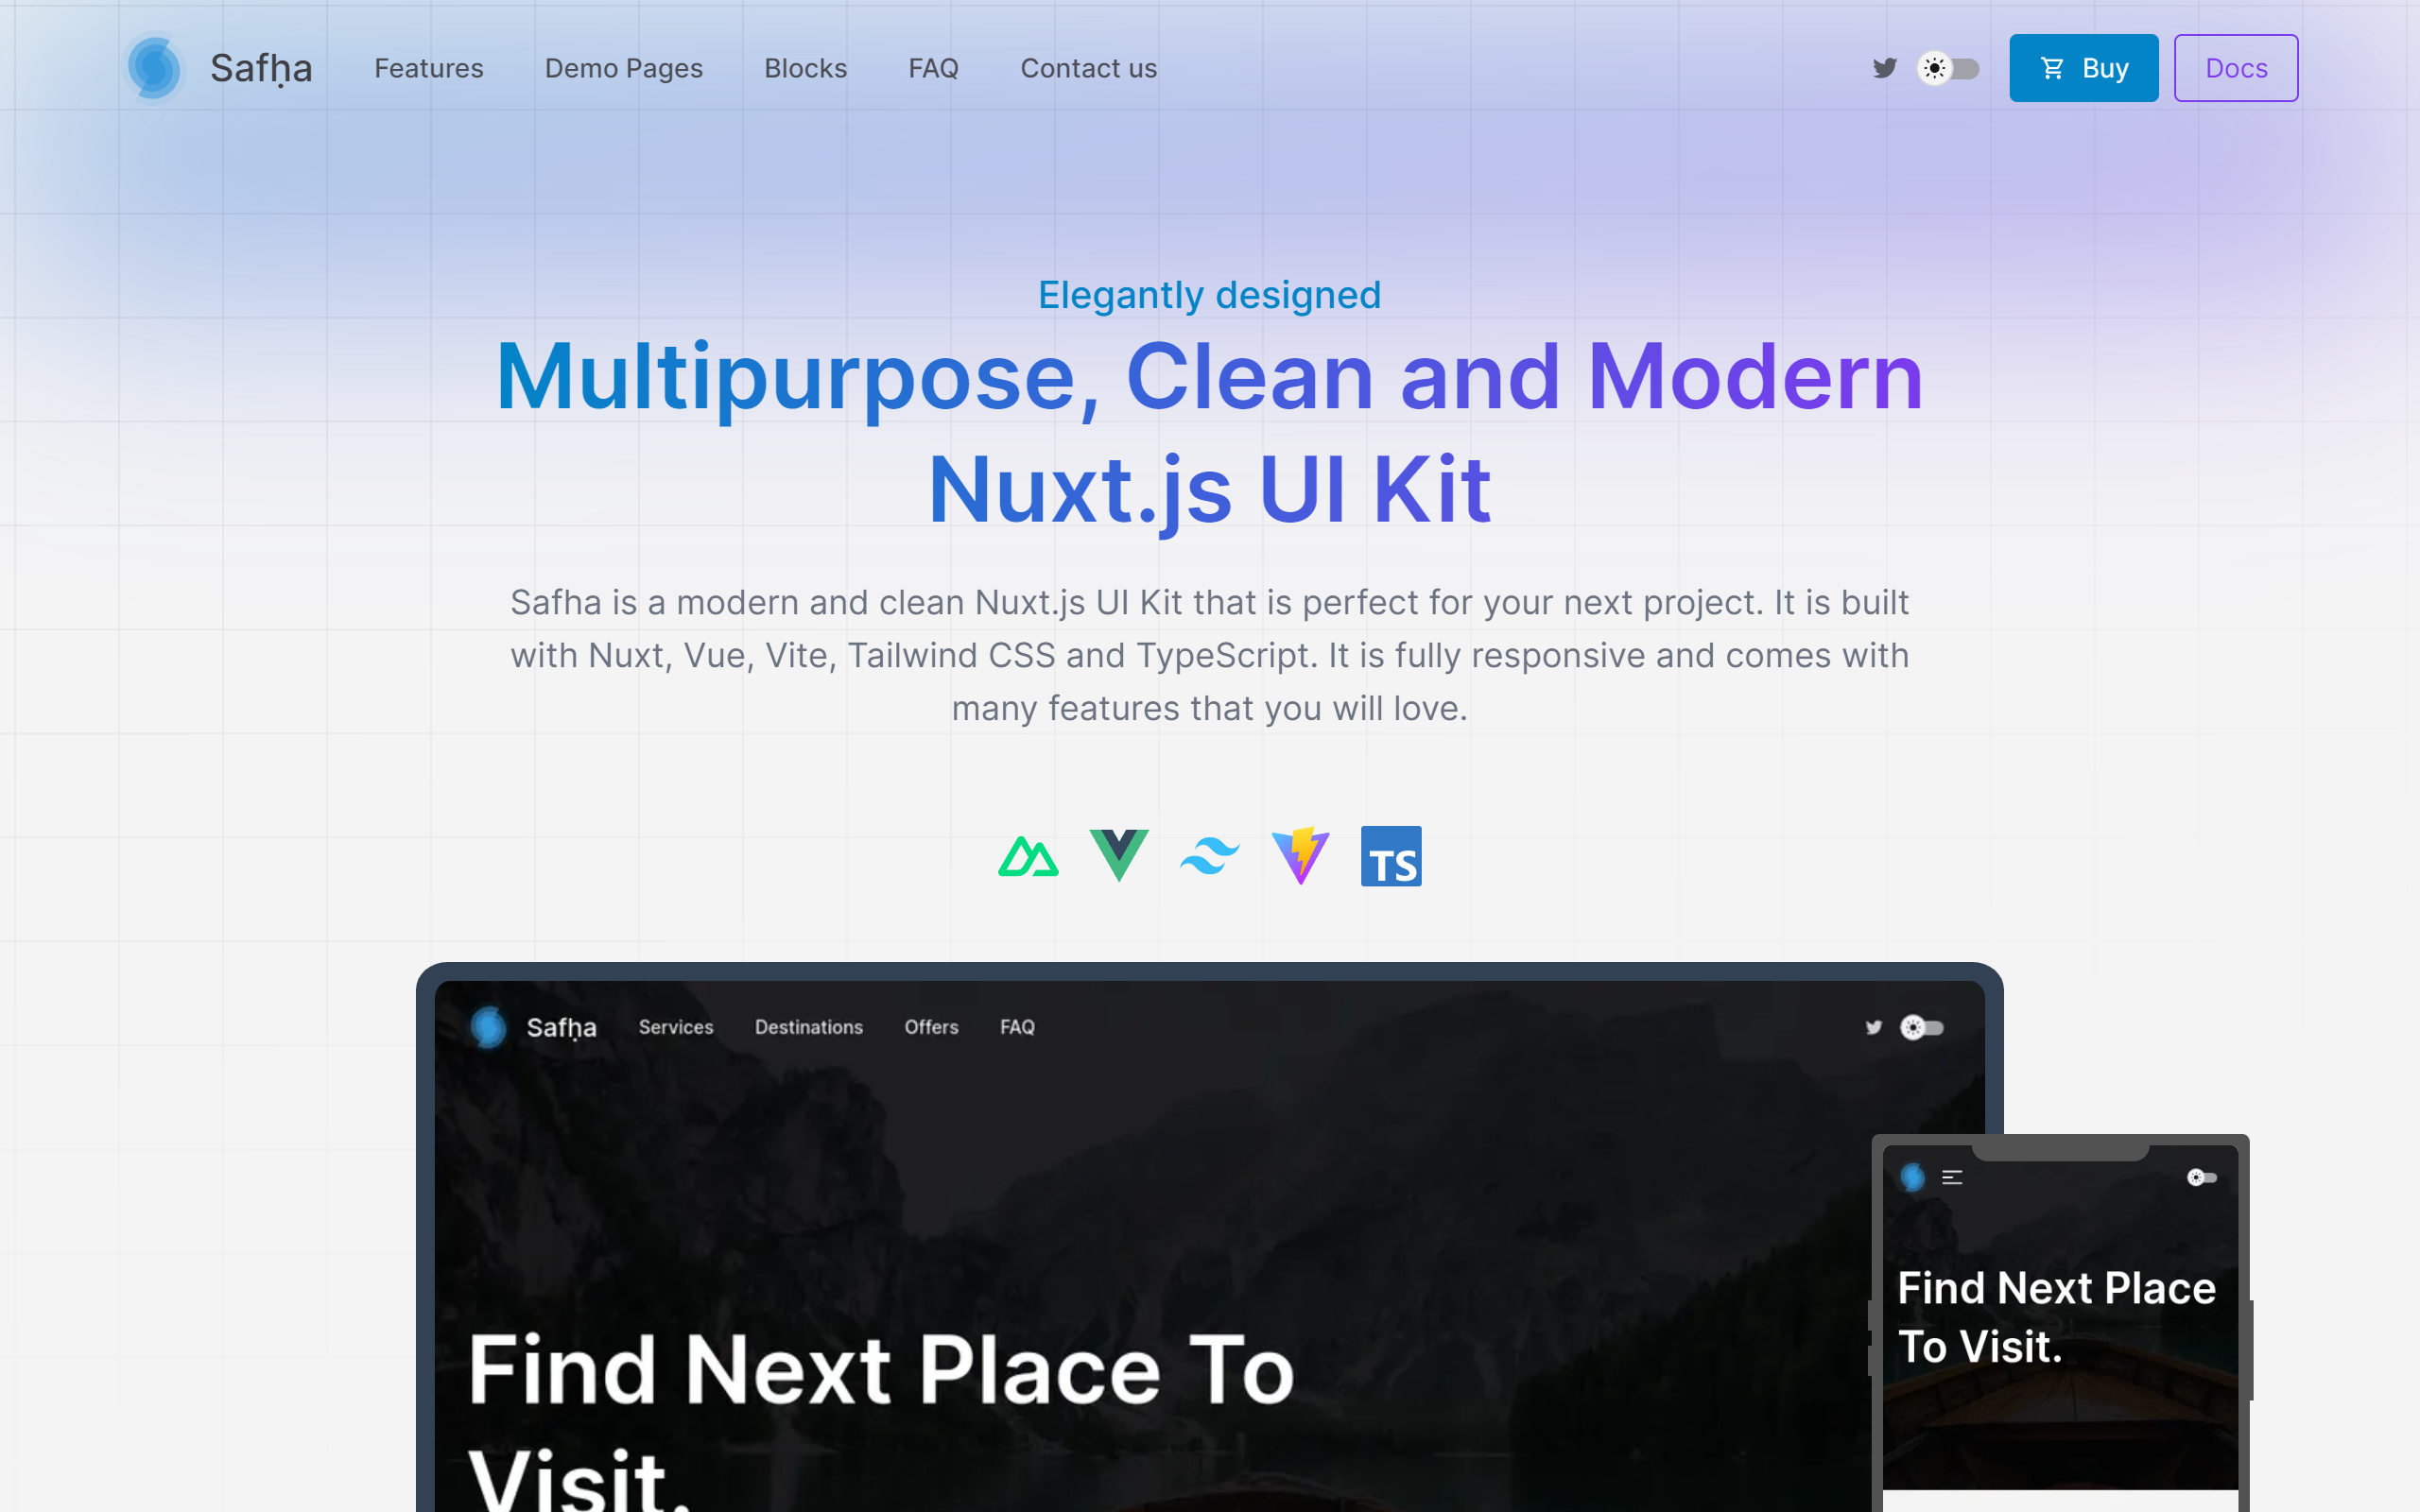 Safḥa Features Demo Pages Blocks FAQ Contact us Buy Docs
Elegantly designed
Multipurpose, Clean and Modern
Nuxt.js UI Kit
Safha is a modern and clean Nuxt.js UI Kit that is perfect for your next project. It is built
with Nuxt, Vue, Vite, Tailwind CSS and TypeScript. It is fully responsive and comes with
many features that you will love.
TS
Safḥa Services Destinations Offers FAQ
Find Next Place To
Visit.
Find Next Place
To Visit.